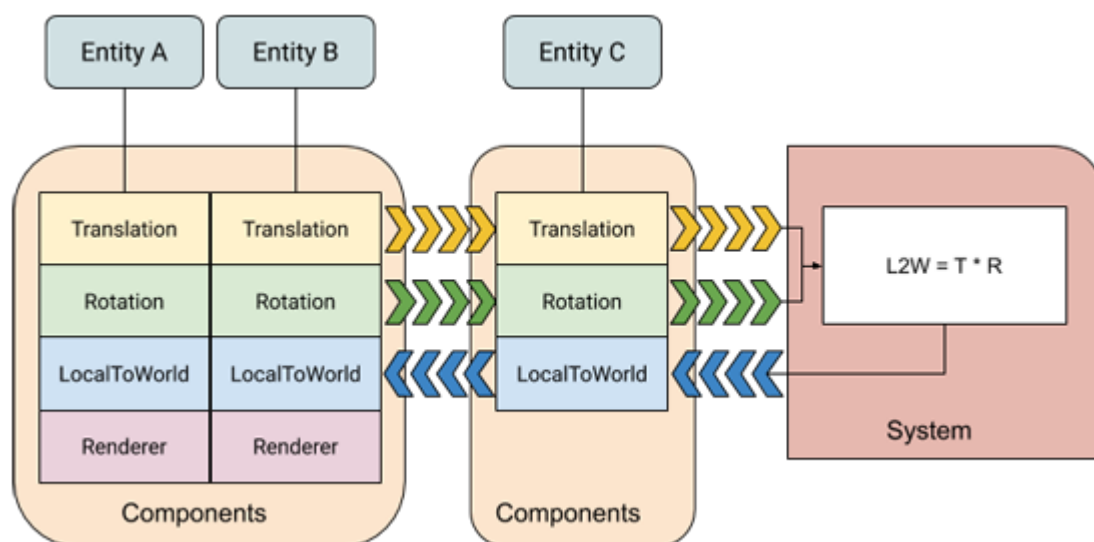 Entity A
Entity B
Entity C
Translation
Translation
Translation
Rotation
Rotation
Rotation
LocalToWorld
LocalToWorld
LocalToWorld
Renderer
Renderer
Components
Components
L2W = T * R
System